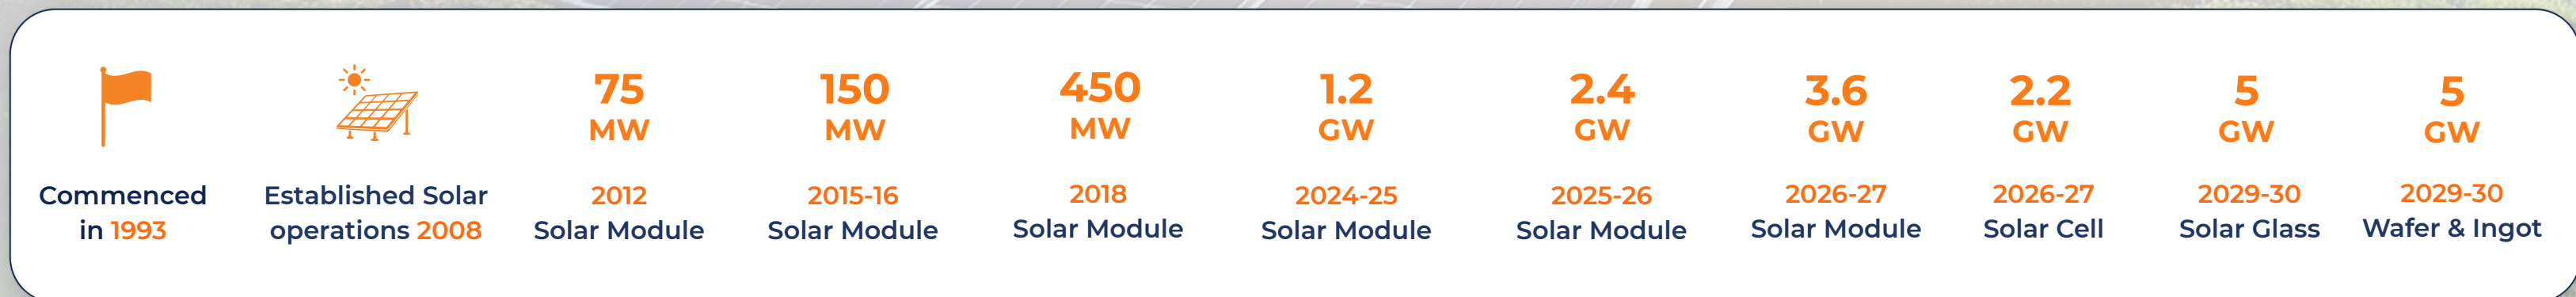 Commenced
in 1993
Established Solar
operations 2008
75
MW
2012
Solar Module
150
MW
2015-16
Solar Module
450
MW
2018
Solar Module
1.2
GW
2024-25
Solar Module
2.4
GW
2025-26
Solar Module
3.6
GW
2026-27
Solar Module
2.2
GW
2026-27
Solar Cell
5
GW
2029-30
Solar Glass
5
GW
2029-30
Wafer & Ingot